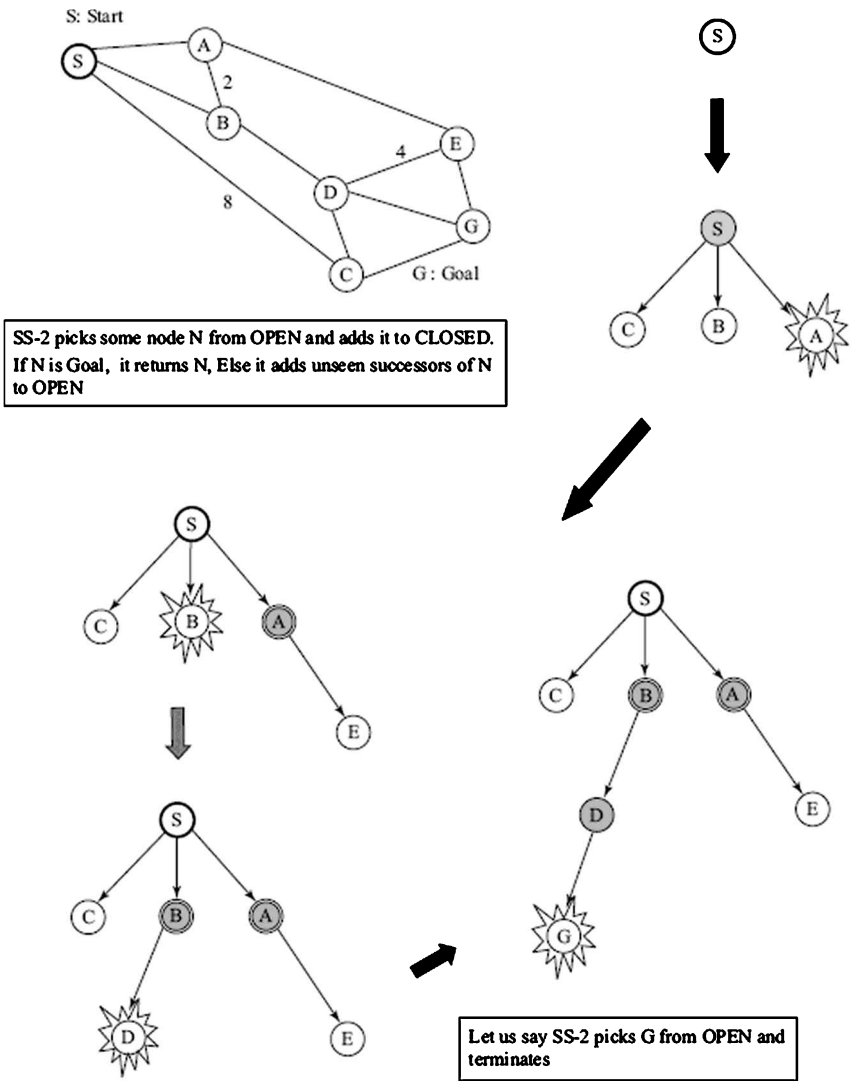 S: Start
S
A
2
B
E
4
D
8
G
C
G : Goal
SS-2 picks some node N from OPEN and adds it to CLOSED.
If N is Goal, it returns N, Else it adds unseen successors of N
to OPEN
S
S
C
B
A
S
C
B
A
E
S
C
B
A
D
E
S
C
B
A
D
E
G
Let us say SS-2 picks G from OPEN and
terminates